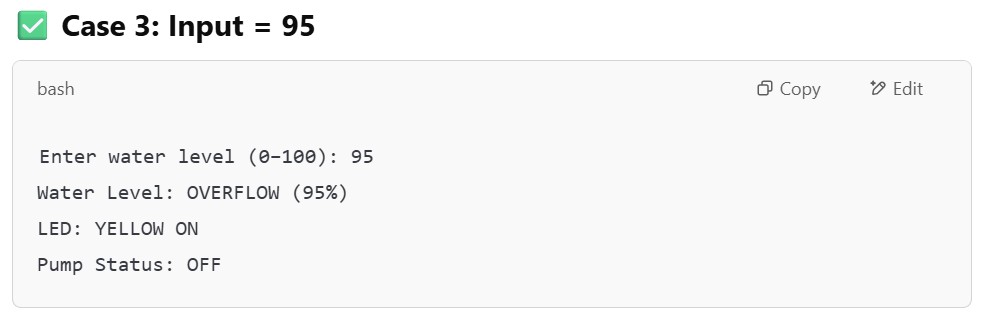 ✅ Case 3: Input = 95
bash
Copy
Edit
Enter water level (0–100): 95
Water Level: OVERFLOW (95%)
LED: YELLOW ON
Pump Status: OFF